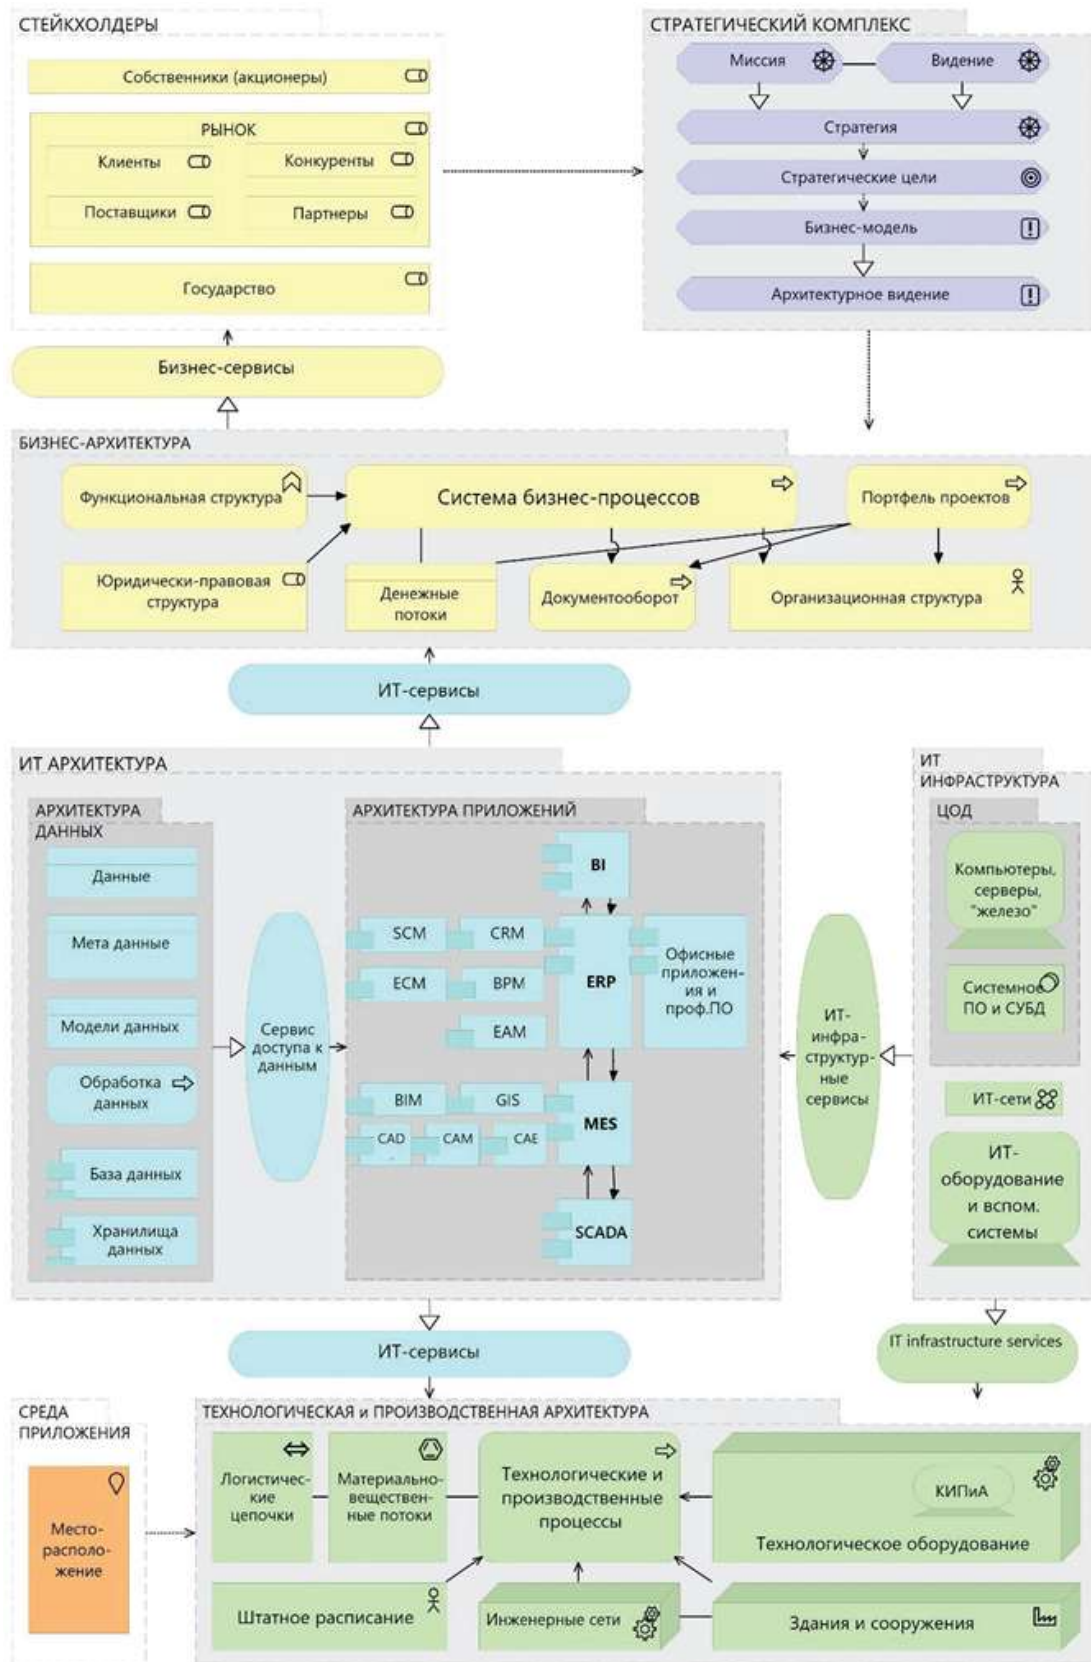 СТЕЙКХОЛДЕРЫ
Собственники (акционеры)
РЫНОК
Клиенты
Конкуренты
Поставщики
Партнеры
Государство
Бизнес-сервисы
СТРАТЕГИЧЕСКИЙ КОМПЛЕКС
Миссия
Видение
Стратегия
Стратегические цели
Бизнес-модель
Архитектурное видение
БИЗНЕС-АРХИТЕКТУРА
Функциональная структура
Система бизнес-процессов
Портфель проектов
Юридически-правовая
структура
Денежные
потоки
Документооборот
Организационная структура
ИТ-сервисы
ИТ АРХИТЕКТУРА
АРХИТЕКТУРА
ДАННЫХ
Данные
Мета данные
Модели данных
Обработка
данных
База данных
Хранилища
данных
Сервис
доступа к
данным
АРХИТЕКТУРА ПРИЛОЖЕНИЙ
BI
SCM
CRM
ERP
Офисные
приложен-
ия и
проф.ПО
ECM
BPM
EAM
BIM
GIS
MES
CAD
CAM
CAE
SCADA
ИТ-
инфра-
структур-
ные
сервисы
ИТ
ИНФРАСТРУКТУРА
ЦОД
Компьютеры,
серверы,
"железо"
Системное
ПО и СУБД
ИТ-сети
ИТ-
оборудование
и вспом.
системы
ИТ-сервисы
IT infrastructure services
СРЕДА
ПРИЛОЖЕНИЯ
Место-
располо-
жение
ТЕХНОЛОГИЧЕСКАЯ и ПРОИЗВОДСТВЕННАЯ АРХИТЕКТУРА
Логистичес-
кие
цепочки
Материально-
вещественн-
ные потоки
Технологические и
производственные
процессы
КИПиА
Технологическое оборудование
Штатное расписание
Инженерные сети
Здания и сооружения